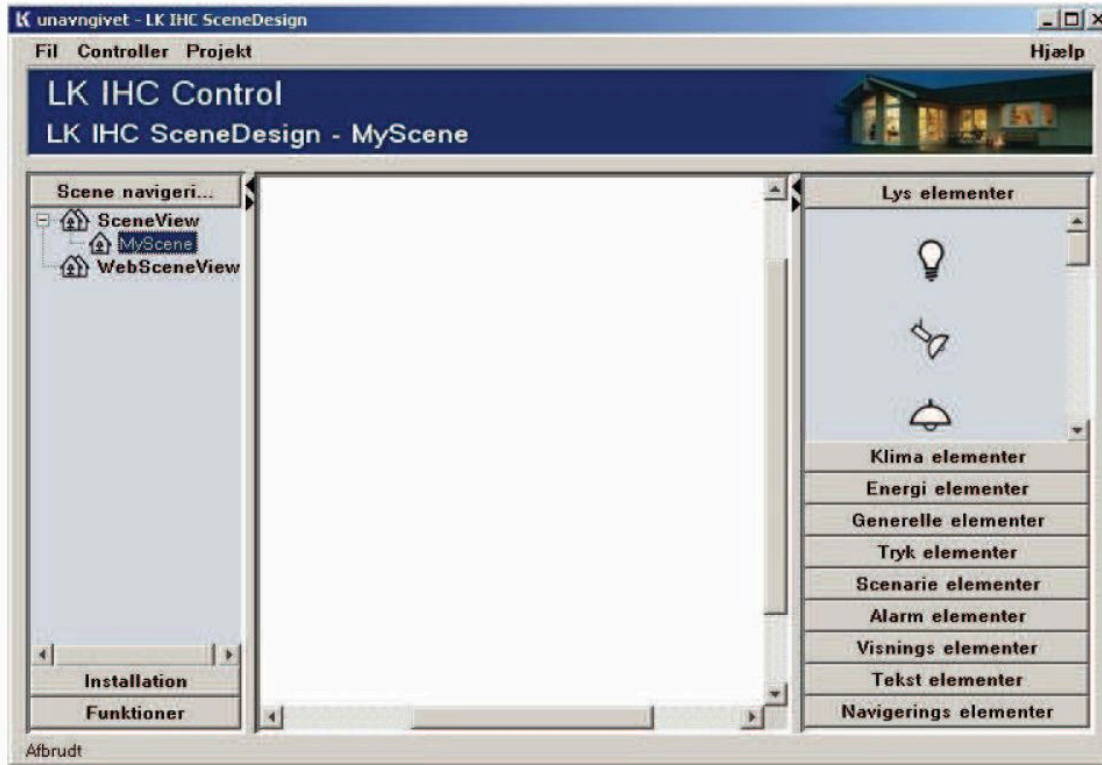 unavngivet - LK IHC SceneDesign
Fil Controller Projekt Hjælp
LK IHC Control
LK IHC SceneDesign - MyScene
Scene navigeri...
SceneView
MyScene
WebSceneView
Installation
Funktioner
Lys elementer
Klima elementer
Energi elementer
Generelle elementer
Tryk elementer
Scenarie elementer
Alarm elementer
Visnings elementer
Tekst elementer
Navigerings elementer
Afbrudt